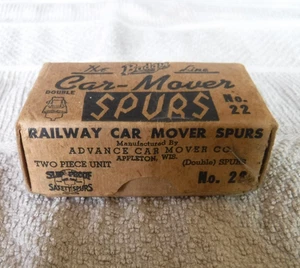 The Badger Line
Car-Mover
DOUBLE
SPURS
No. 22
RAILWAY CAR MOVER SPURS
Manufactured By
ADVANCE CAR MOVER CO.
APPLETON, WIS.
TWO PIECE UNIT
(Double) SPURS
SLIP PROOF
SAFETY SPURS
No. 22